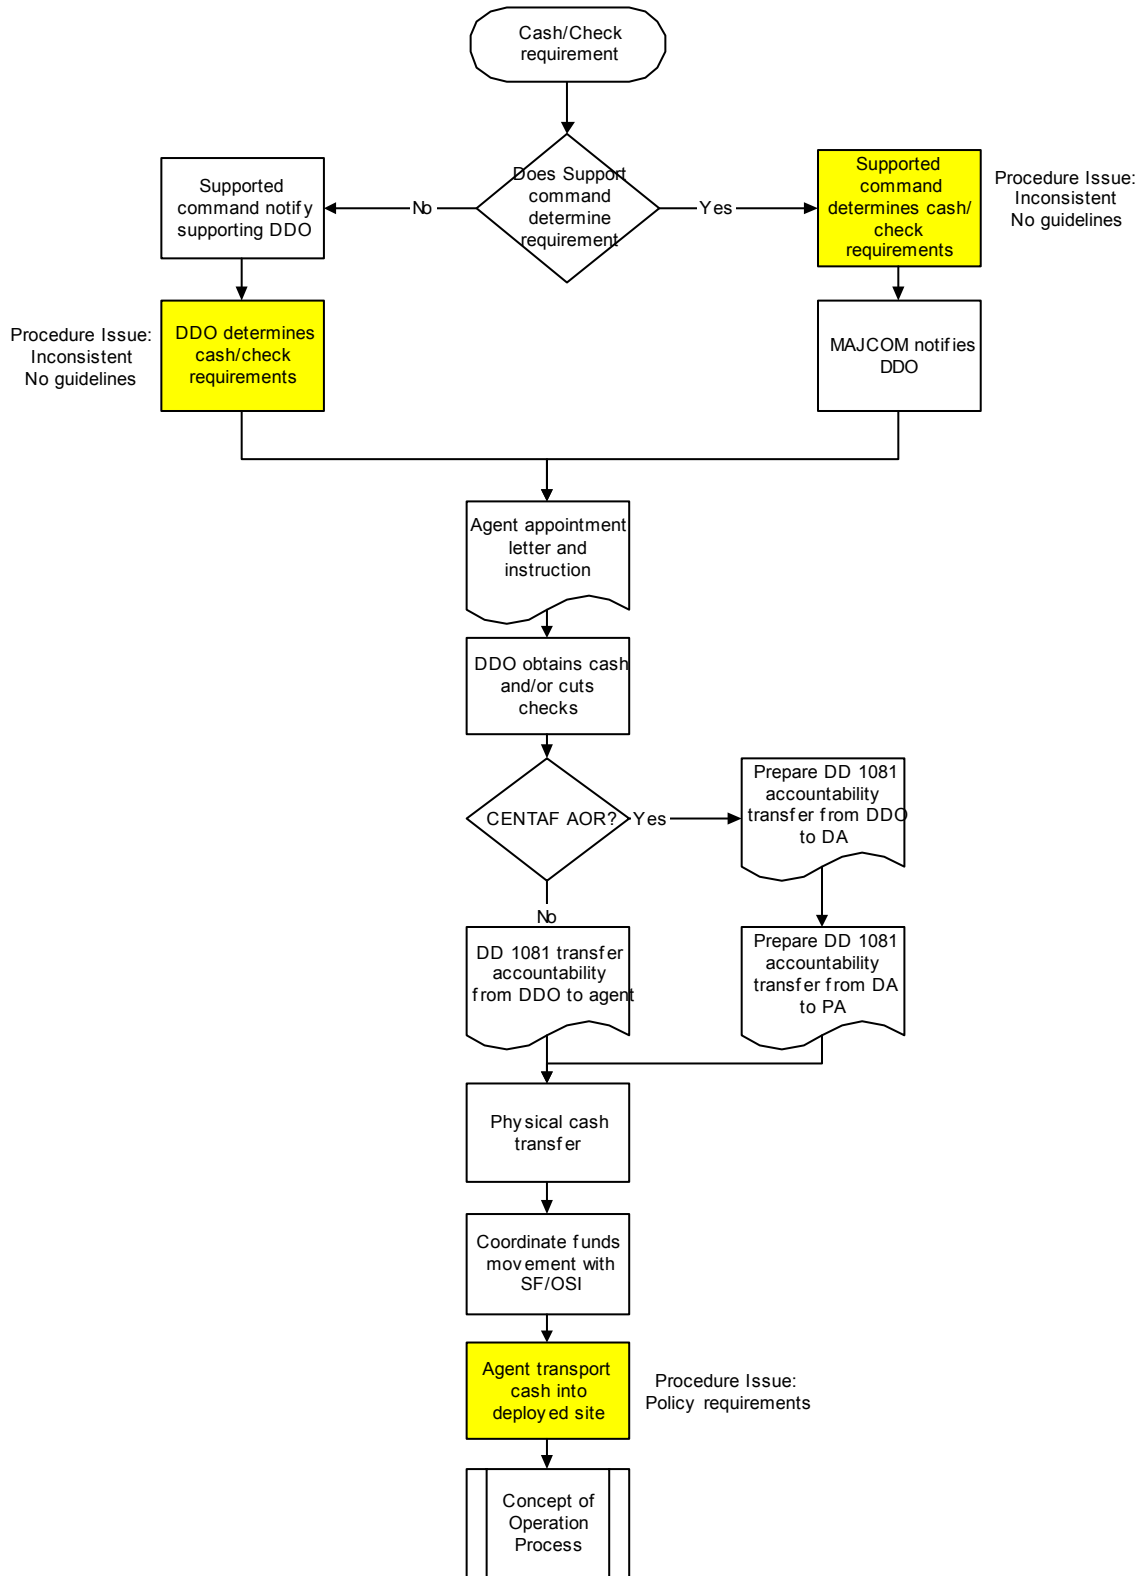 Cash/Check
requirement
Does Support
command
determine
requirement
No
Yes
Supported
command notify
supporting DDO
Supported
command
determines cash/
check
requirements
Procedure Issue:
Inconsistent
No guidelines
Procedure Issue:
Inconsistent
No guidelines
DDO determines
cash/check
requirements
MAJCOM notifies
DDO
Agent appointment
letter and
instruction
DDO obtains cash
and/or cuts
checks
CENTAF AOR?
Yes
Prepare DD 1081
accountability
transfer from DDO
to DA
No
DD 1081 transfer
accountability
from DDO to agent
Prepare DD 1081
accountability
transfer from DA
to PA
Physical cash
transfer
Coordinate funds
movement with
SF/OSI
Agent transport
cash into
deployed site
Procedure Issue:
Policy requirements
Concept of
Operation
Process